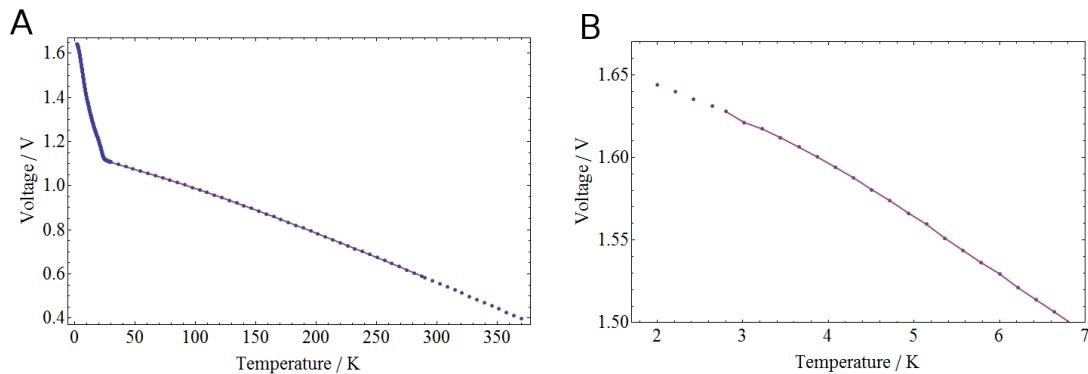 A
B
Voltage / V
1.6
1.4
1.2
1.0
0.8
0.6
0.4
0 50 100 150 200 250 300 350
Temperature / K
Voltage / V
1.65
1.60
1.55
1.50
2 3 4 5 6 7
Temperature / K